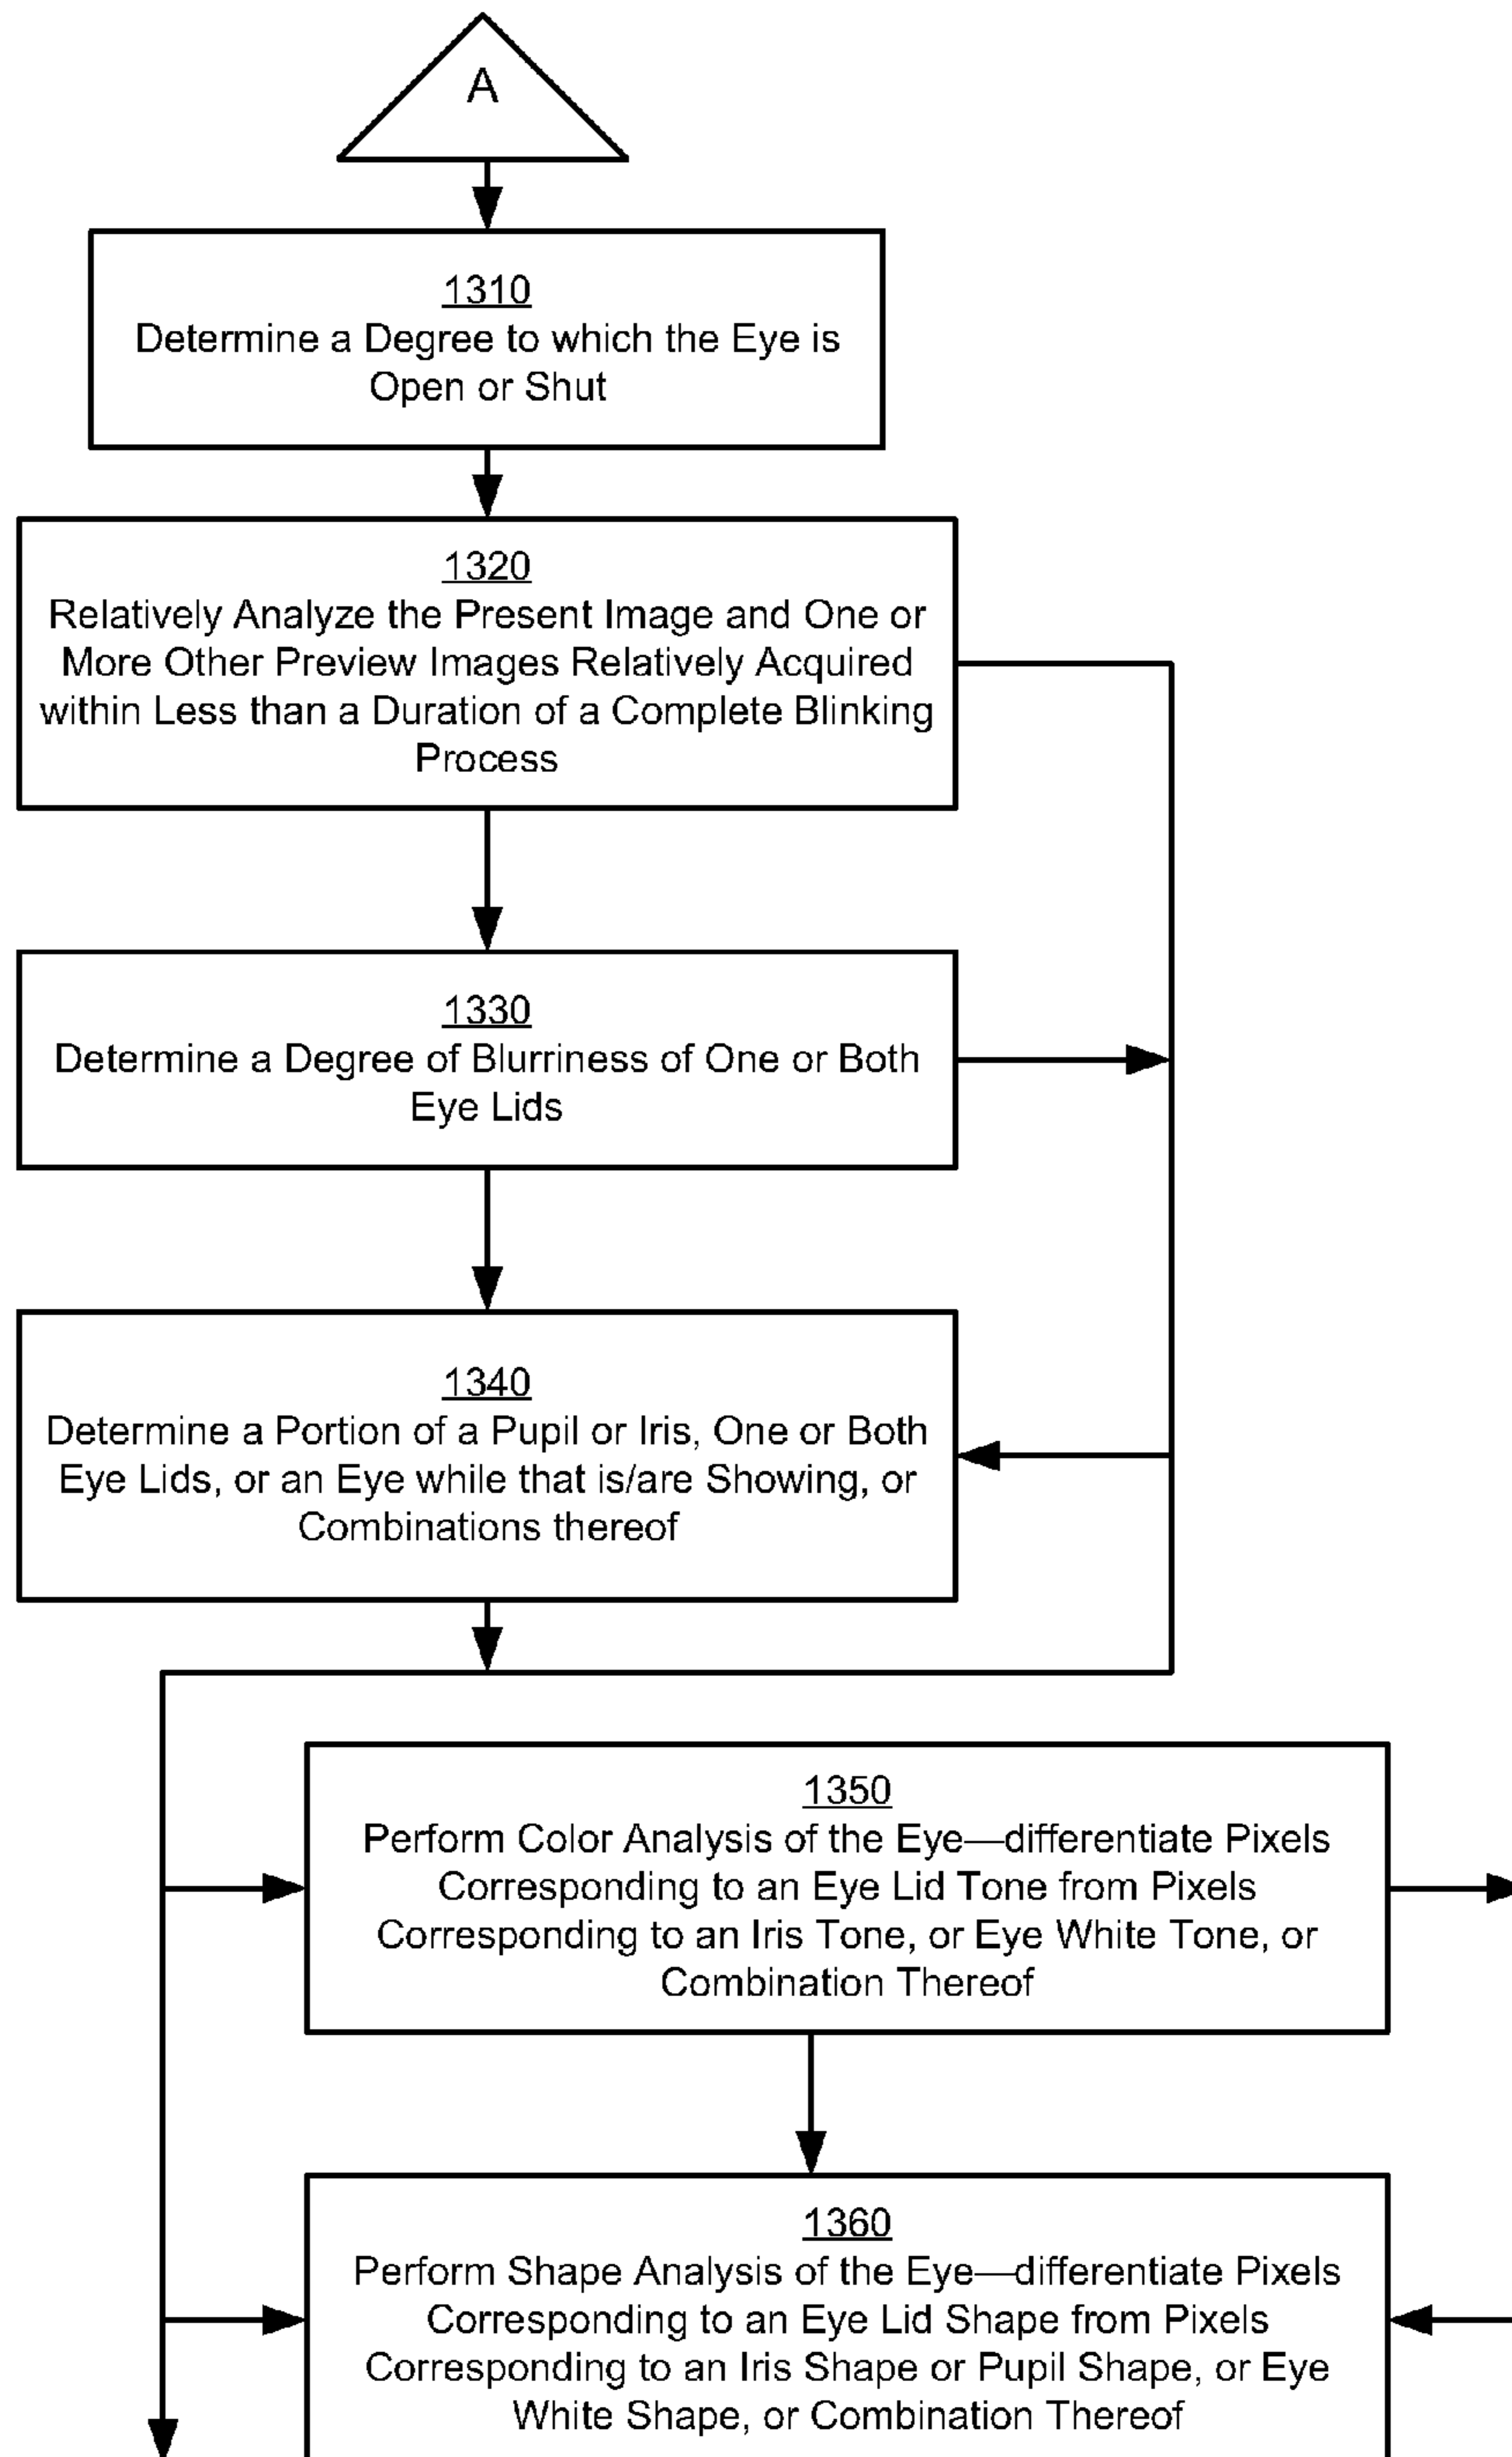 A
1310
Determine a Degree to which the Eye is
Open or Shut
1320
Relatively Analyze the Present Image and One or
More Other Preview Images Relatively Acquired
within Less than a Duration of a Complete Blinking
Process
1330
Determine a Degree of Blurriness of One or Both
Eye Lids
1340
Determine a Portion of a Pupil or Iris, One or Both
Eye Lids, or an Eye while that is/are Showing, or
Combinations thereof
1350
Perform Color Analysis of the Eye—differentiate Pixels
Corresponding to an Eye Lid Tone from Pixels
Corresponding to an Iris Tone, or Eye White Tone, or
Combination Thereof
1360
Perform Shape Analysis of the Eye—differentiate Pixels
Corresponding to an Eye Lid Shape from Pixels
Corresponding to an Iris Shape or Pupil Shape, or Eye
White Shape, or Combination Thereof